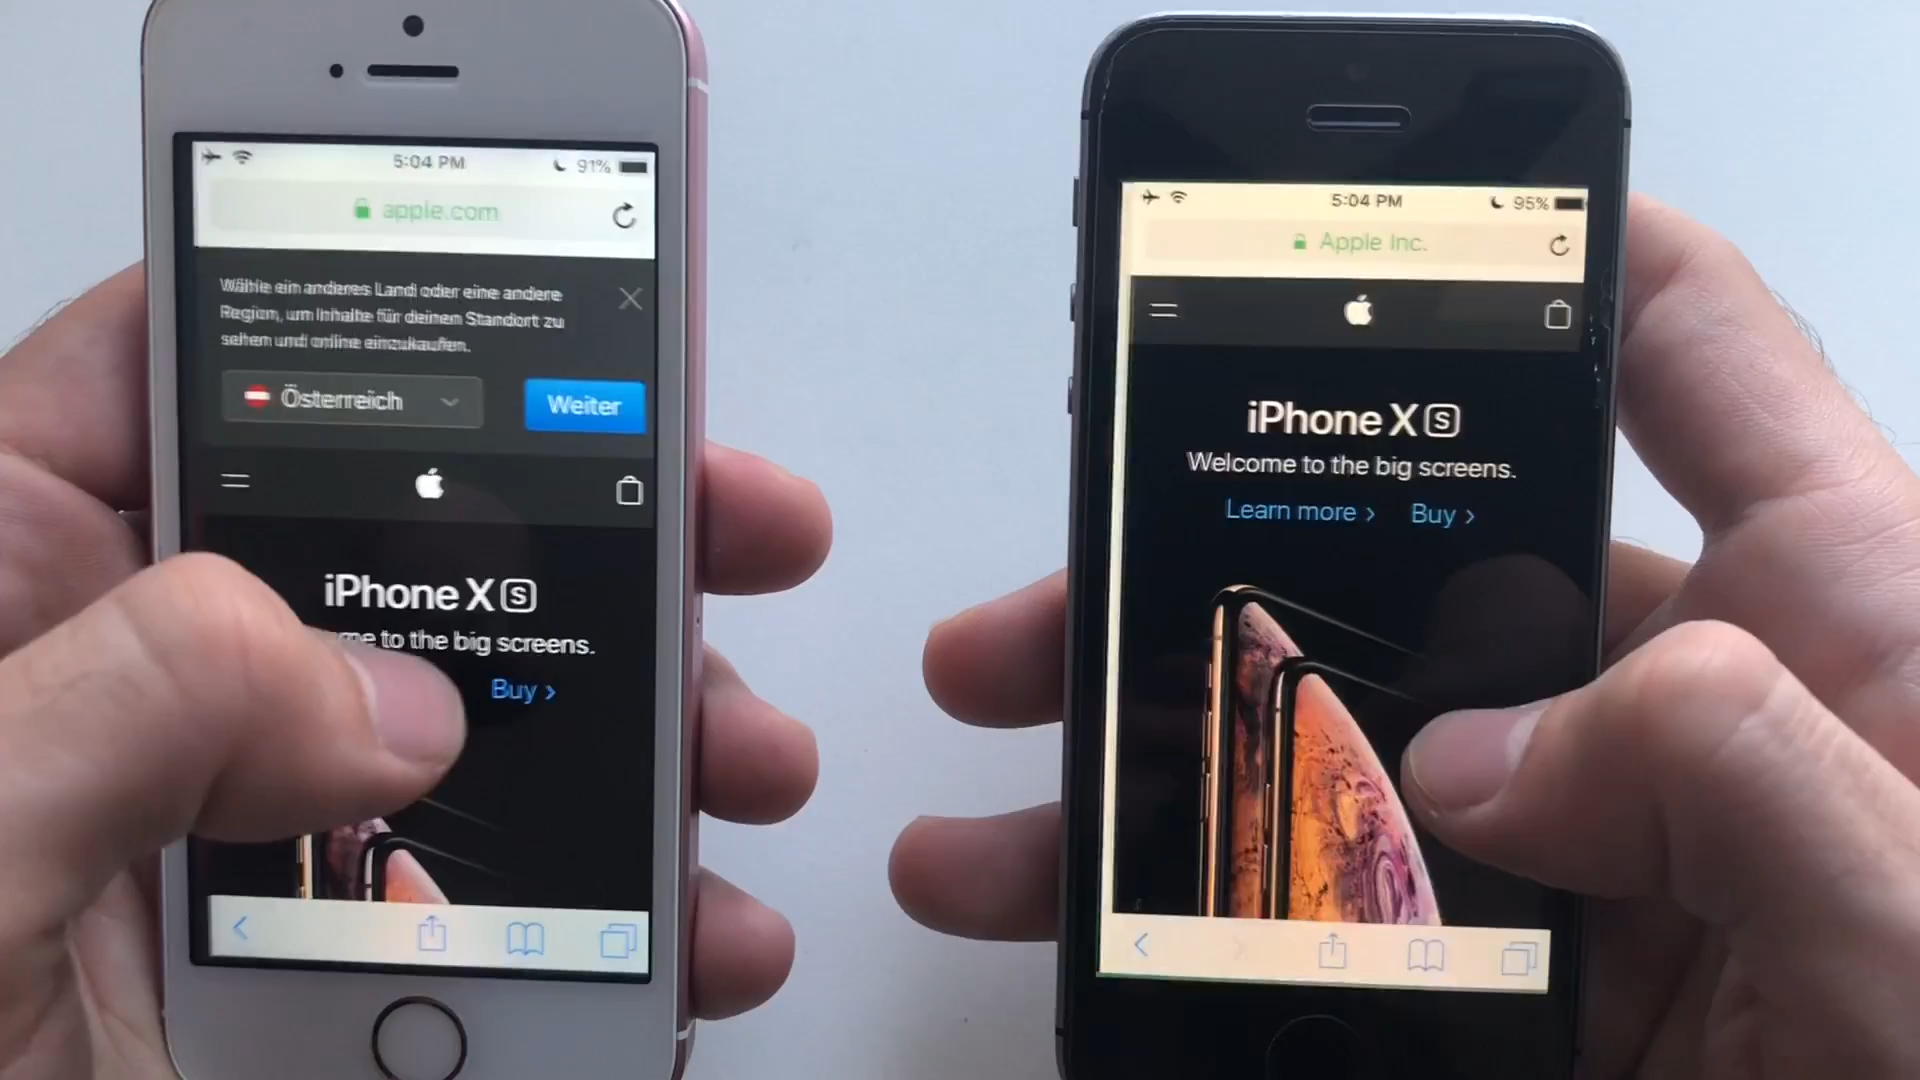 5:04 PM
91%
apple.com
Wähle ein anderes Land oder eine andere
Region, um Inhalte für deinen Standort zu
sehen und online einzukaufen.
Österreich
Weiter
iPhone XS
to the big screens.
Buy >
5:04 PM
95%
Apple Inc.
iPhone XS
Welcome to the big screens.
Learn more > Buy >